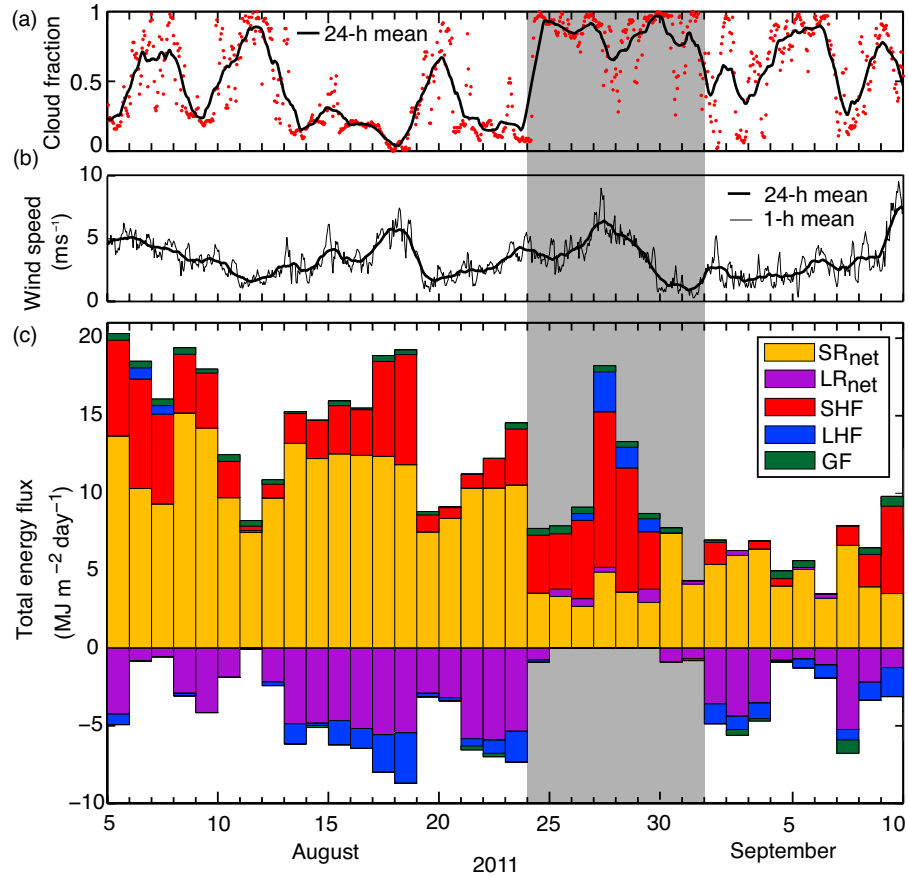 (a)
1
0.5
0
Cloud fraction
24-h mean
(b)
10
5
0
Wind speed
(ms⁻¹)
24-h mean
1-h mean
(c)
20
15
10
5
0
−5
−10
Total energy flux
(MJ m⁻² day⁻¹)
SRnet
LRnet
SHF
LHF
GF
5 10 15 20 25 30 5 10
August 2011 September